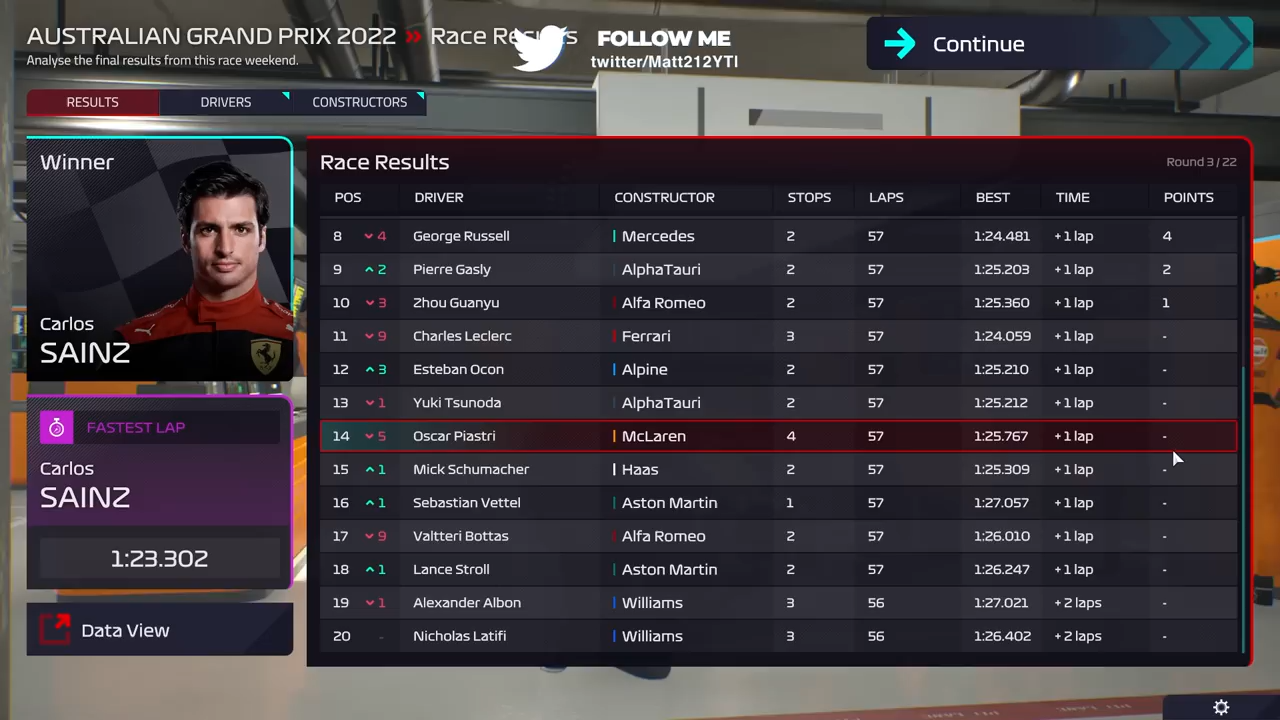 AUSTRALIAN GRAND PRIX 2022 » Race Res s
Analyse the final results from this race weekend.
FOLLOW ME
twitter/Matt212YT
Continue
RESULTS DRIVERS CONSTRUCTORS
Winner
Carlos
SAINZ
FASTEST LAP
Carlos
SAINZ
1:23.302
Data View
Race Results
Round 3 / 22
POS DRIVER CONSTRUCTOR STOPS LAPS BEST TIME POINTS
8 4 George Russell Mercedes 2 57 1:24.481 + 1 lap 4
9 2 Pierre Gasly AlphaTauri 2 57 1:25.203 + 1 lap 2
10 3 Zhou Guanyu Alfa Romeo 2 57 1:25.360 + 1 lap 1
11 9 Charles Leclerc Ferrari 3 57 1:24.059 + 1 lap -
12 3 Esteban Ocon Alpine 2 57 1:25.210 + 1 lap -
13 1 Yuki Tsunoda AlphaTauri 2 57 1:25.212 + 1 lap -
14 5 Oscar Piastri McLaren 4 57 1:25.767 + 1 lap -
15 1 Mick Schumacher Haas 2 57 1:25.309 + 1 lap -
16 1 Sebastian Vettel Aston Martin 1 57 1:27.057 + 1 lap -
17 9 Valtteri Bottas Alfa Romeo 2 57 1:26.010 + 1 lap -
18 1 Lance Stroll Aston Martin 2 57 1:26.247 + 1 lap -
19 1 Alexander Albon Williams 3 56 1:27.021 + 2 laps -
20 - Nicholas Latifi Williams 3 56 1:26.402 + 2 laps -